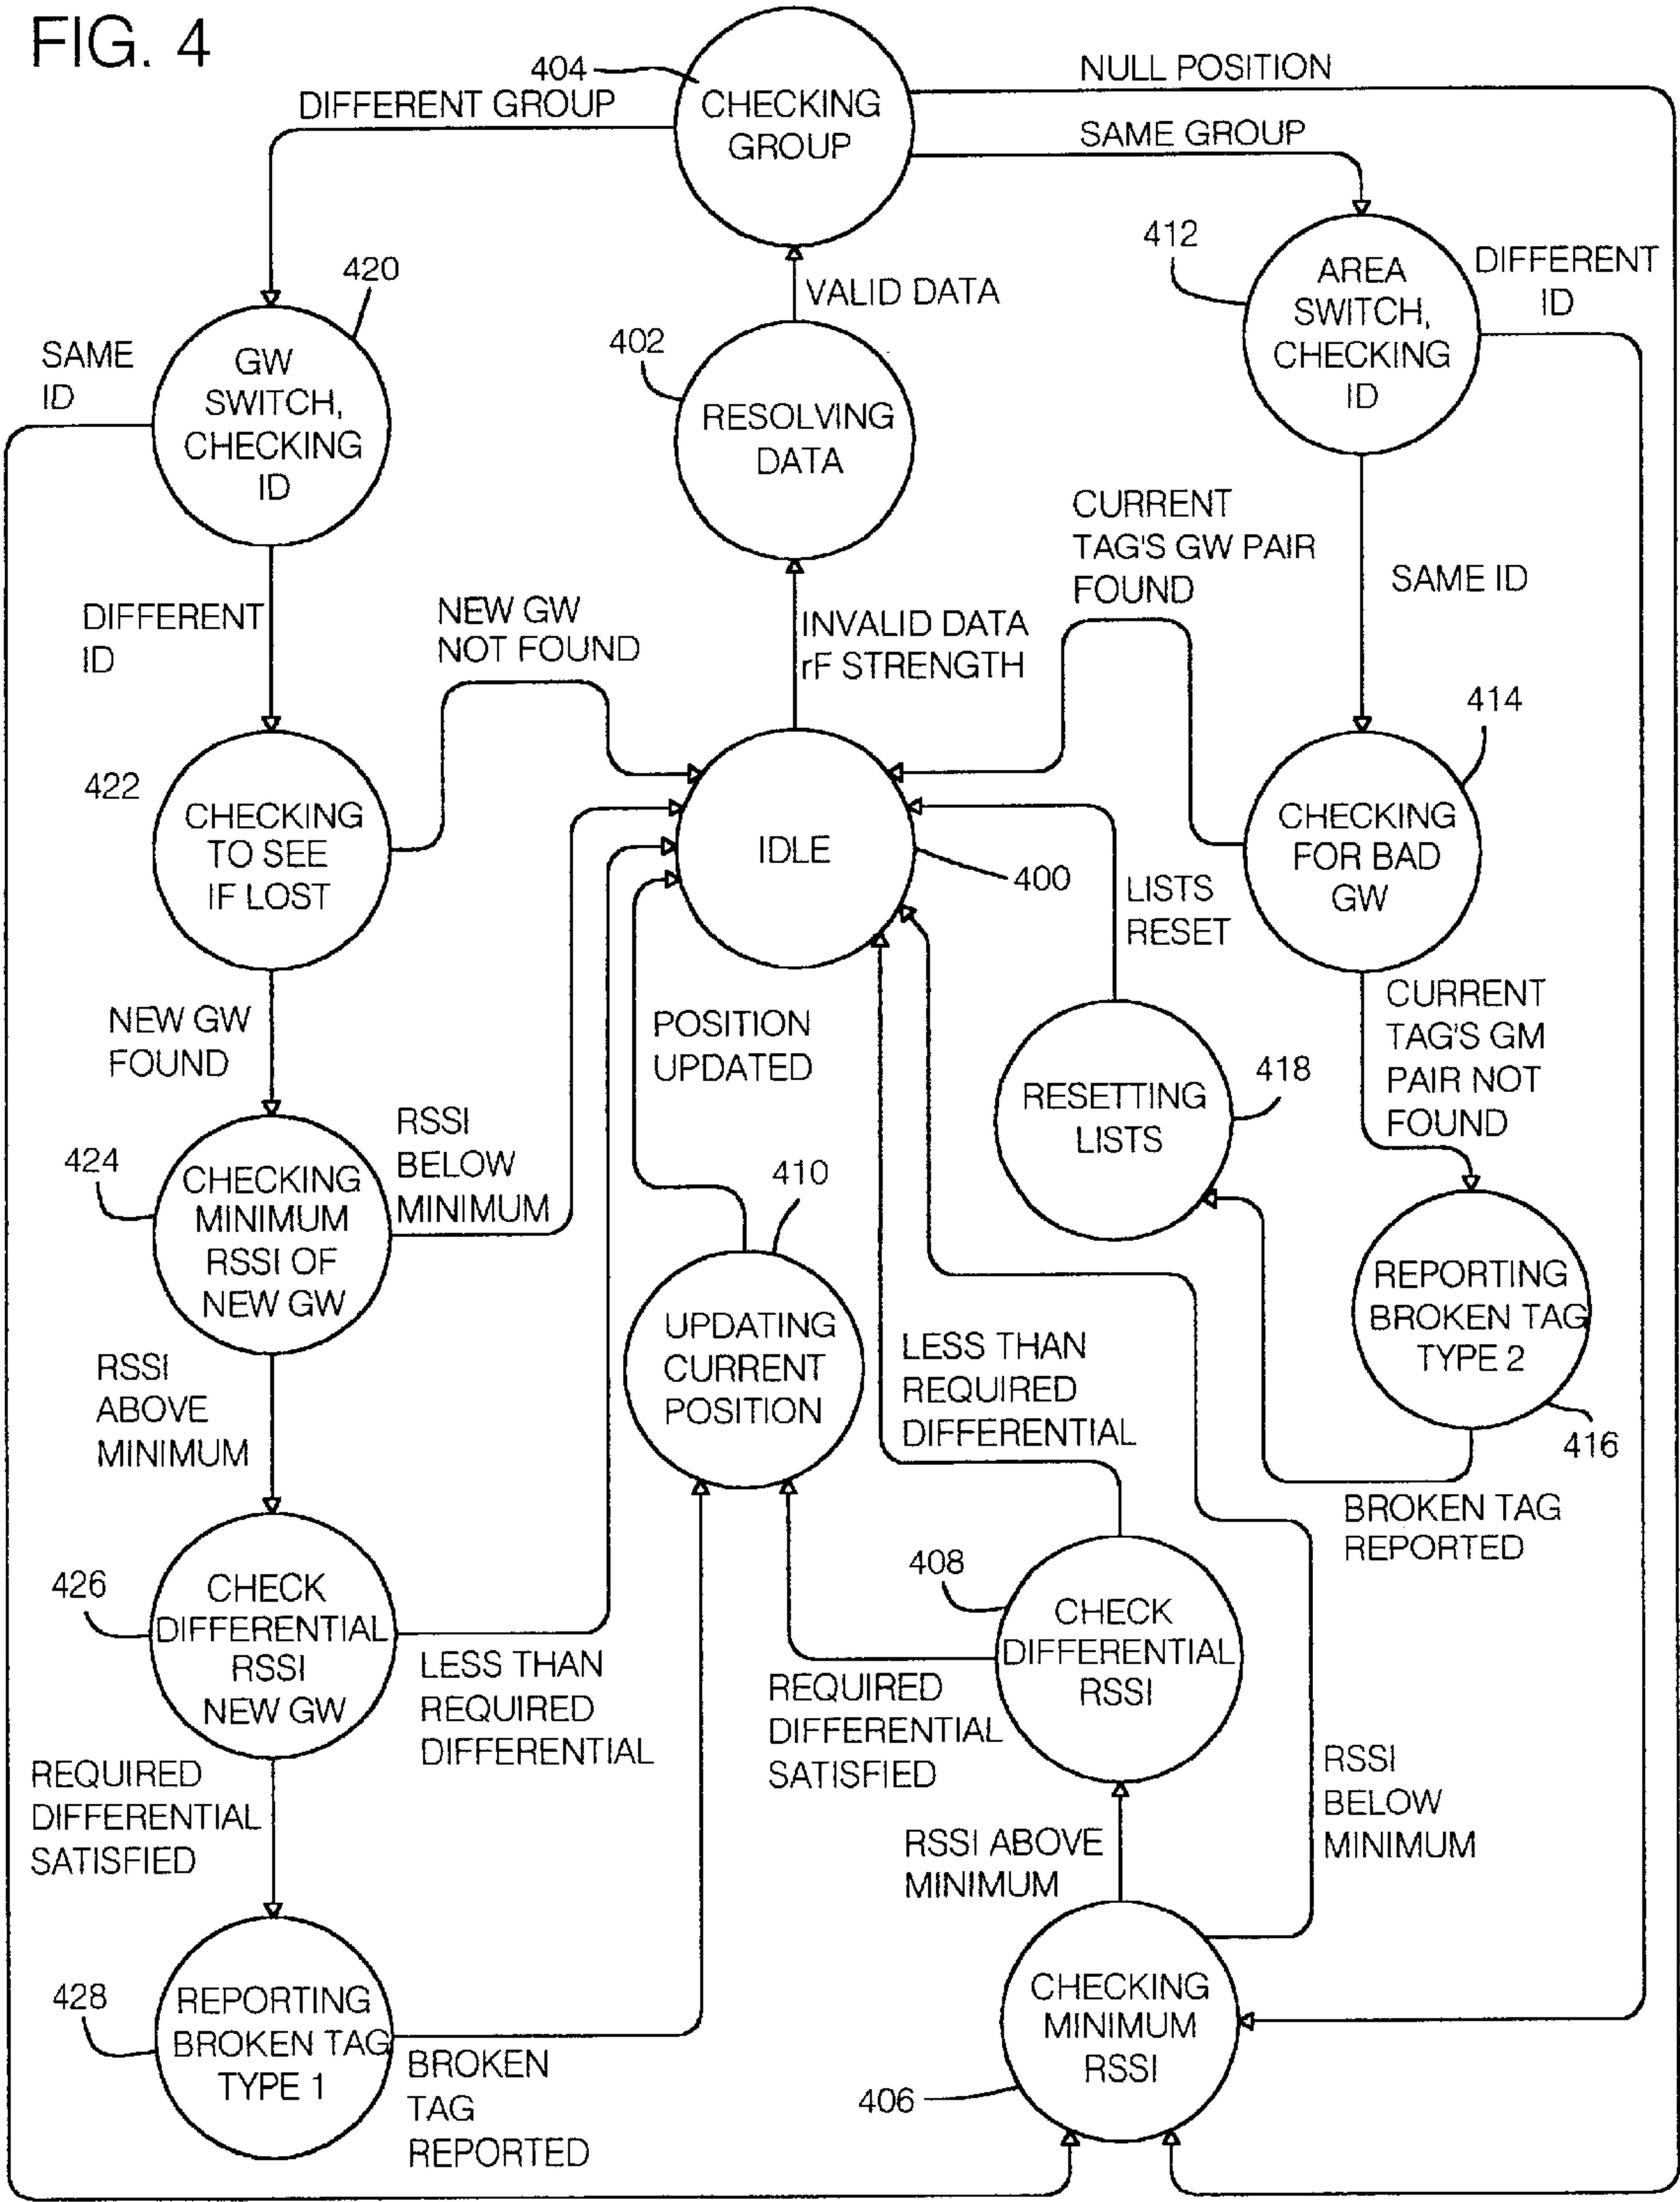 FIG. 4
404
CHECKING
GROUP
NULL POSITION
DIFFERENT GROUP
SAME GROUP
412
AREA
SWITCH,
CHECKING
ID
DIFFERENT
ID
420
GW
SWITCH,
CHECKING
ID
SAME
ID
VALID DATA
402
RESOLVING
DATA
CURRENT
TAG'S GW PAIR
FOUND
SAME ID
DIFFERENT
ID
NEW GW
NOT FOUND
INVALID DATA
rF STRENGTH
414
422
CHECKING
TO SEE
IF LOST
IDLE
400
LISTS
RESET
CHECKING
FOR BAD
GW
NEW GW
FOUND
POSITION
UPDATED
CURRENT
TAG'S GM
PAIR NOT
FOUND
418
RESETTING
LISTS
424
CHECKING
MINIMUM
RSSI OF
NEW GW
RSSI
BELOW
MINIMUM
410
UPDATING
CURRENT
POSITION
REPORTING
BROKEN TAG
TYPE 2
416
RSSI
ABOVE
MINIMUM
LESS THAN
REQUIRED
DIFFERENTIAL
BROKEN TAG
REPORTED
426
CHECK
DIFFERENTIAL
RSSI
NEW GW
408
CHECK
DIFFERENTIAL
RSSI
LESS THAN
REQUIRED
DIFFERENTIAL
REQUIRED
DIFFERENTIAL
SATISFIED
REQUIRED
DIFFERENTIAL
SATISFIED
RSSI
BELOW
MINIMUM
RSSI ABOVE
MINIMUM
428
REPORTING
BROKEN TAG
TYPE 1
BROKEN
TAG
REPORTED
CHECKING
MINIMUM
RSSI
406